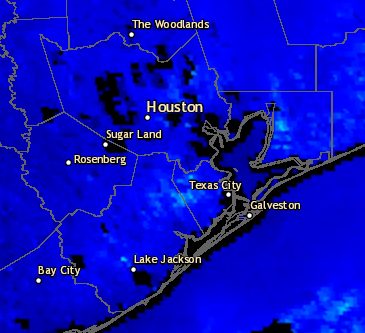 The Woodlands
Houston
Sugar Land
Rosenberg
Texas City
Galveston
Lake Jackson
Bay City